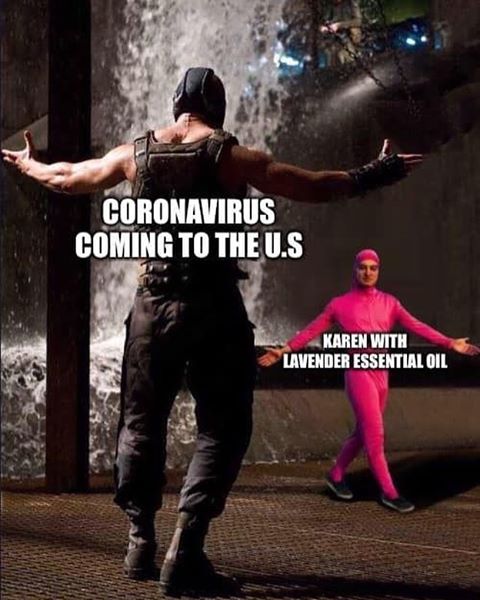 CORONAVIRUS
COMING TO THE U.S
KAREN WITH
LAVENDER ESSENTIAL OIL